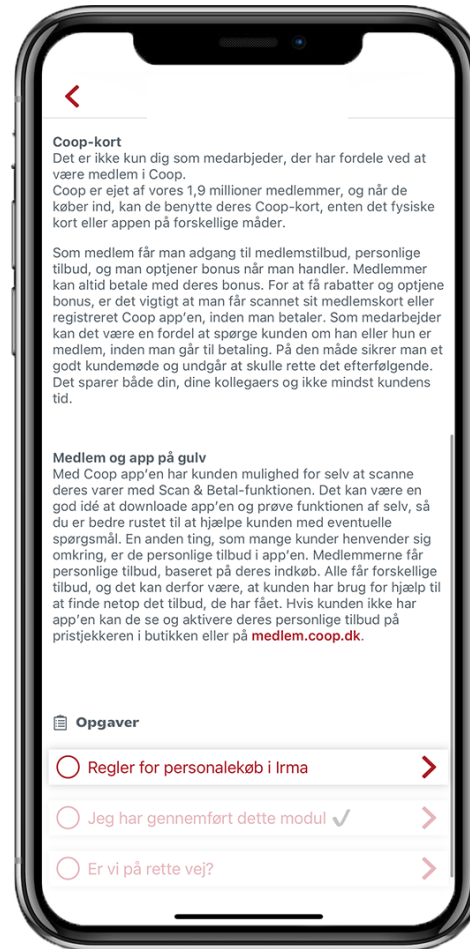 Coop-kort
Det er ikke kun dig som medarbjeder, der har fordele ved at
være medlem i Coop.
Coop er ejet af vores 1,9 millioner medlemmer, og når de
køber ind, kan de benytte deres Coop-kort, enten det fysiske
kort eller appen på forskellige måder.
Som medlem får man adgang til medlemstilbud, personlige
tilbud, og man optjener bonus når man handler. Medlemmer
kan altid betale med deres bonus. For at få rabatter og optjene
bonus, er det vigtigt at man får scannet sit medlemskort eller
registreret Coop app'en, inden man betaler. Som medarbejder
kan det være en fordel at spørge kunden om han eller hun er
medlem, inden man går til betaling. På den måde sikrer man et
godt kundemøde og undgår at skulle rette det efterfølgende.
Det sparer både din, dine kollegaers og ikke mindst kundens
tid.
Medlem og app på gulv
Med Coop app'en har kunden mulighed for selv at scanne
deres varer med Scan & Betal-funktionen. Det kan være en
god idé at downloade app'en og prøve funktionen af selv, så
du er bedre rustet til at hjælpe kunden med eventuelle
spørgsmål. En anden ting, som mange kunder henvender sig
omkring, er de personlige tilbud i app'en. Medlemmerne får
personlige tilbud, baseret på deres indkøb. Alle får forskellige
tilbud, og det kan derfor være, at kunden har brug for hjælp til
at finde netop det tilbud, de har fået. Hvis kunden ikke har
app'en kan de se og aktivere deres personlige tilbud på
pristjekkeren i butikken eller på medlem.coop.dk.
Opgaver
Regler for personalekøb i Irma
Jeg har gennemført dette modul
Er vi på rette vej?